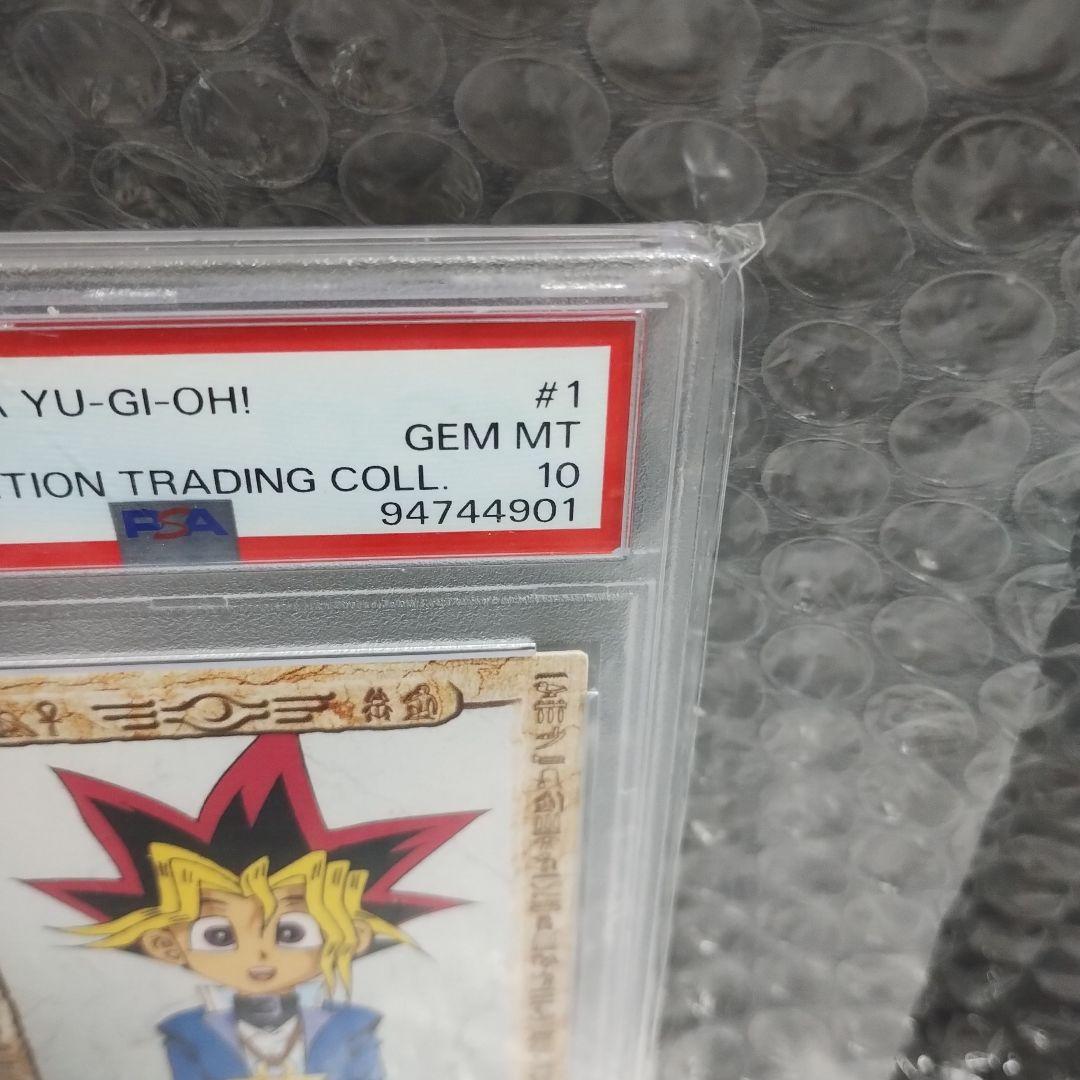 YU-GI-OH! #1
GEM MT
TRADING COLL. 10
PSA 94744901